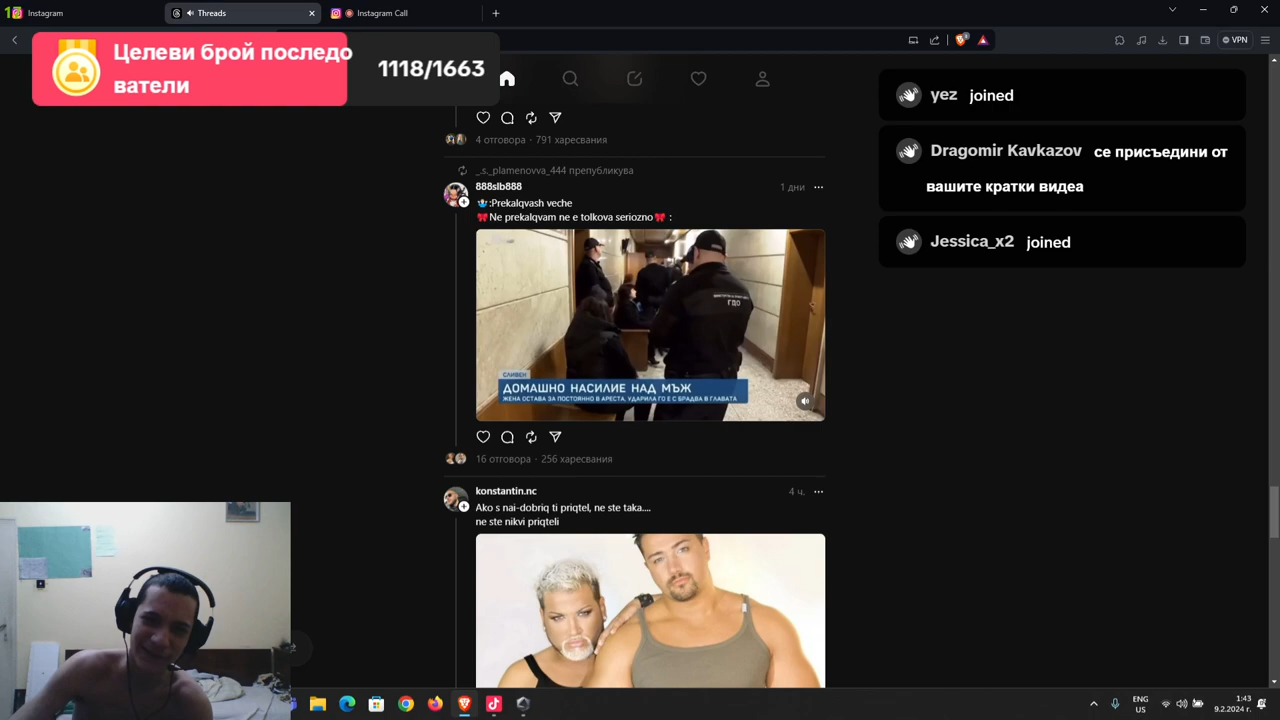 Instagram
Threads
Instagram Call
VPN
Целеви брой последо
ватели
1118/1663
yez joined
Dragomir Kavkazov се присъедини от
вашите кратки видеа
Jessica_x2 joined
4 отговора · 791 харесвания
_.s._plamenovva_444 препубликува
888slb888
1 дни
:Prekalqvash veche
Ne prekalqvam ne e tolkova seriozno :
ГДО
СЛИВЕН
ДОМАШНО НАСИЛИЕ НАД МЪЖ
ЖЕНА ОСТАВА ЗА ПОСТОЯННО В АРЕСТА, УДАРИЛА ГО Е С БРАДВА В ГЛАВАТА
16 отговора · 256 харесвания
konstantin.nc
4 ч.
Ako s nai-dobriq ti priqtel, ne ste taka....
ne ste nikvi priqteli
ENG
US
1:43
9.2.2024 г.